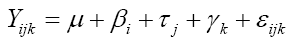 Y_{ijk} = μ + β_i + τ_j + γ_k + ε_{ijk}